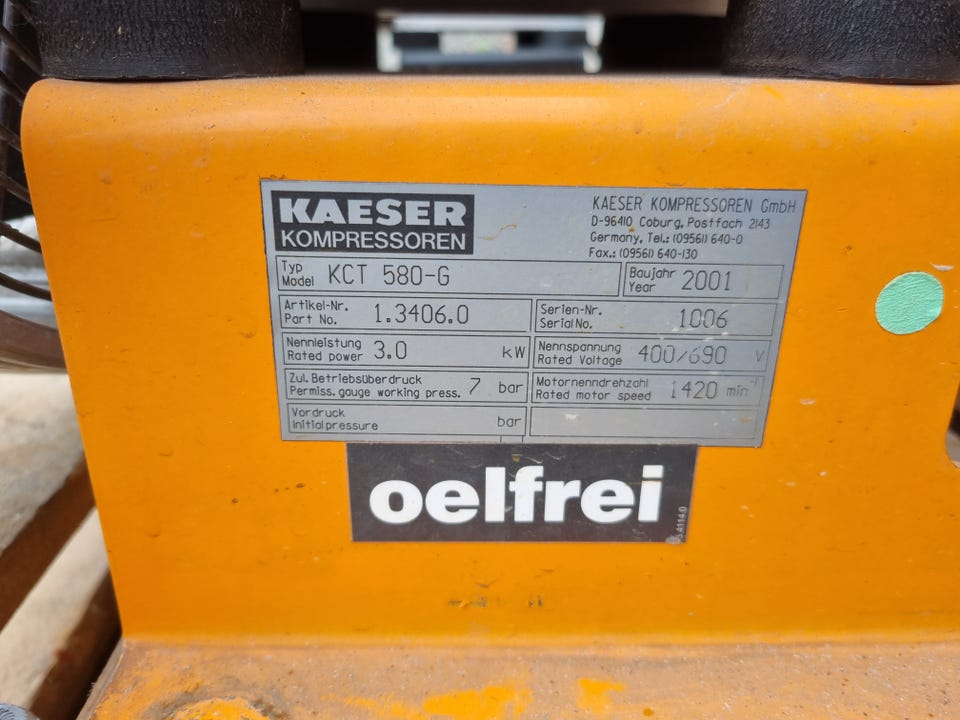 KAESER
KOMPRESSOREN
KAESER KOMPRESSOREN GmbH
D-96410 Coburg, Postfach 2143
Germany, Tel.: (09561) 640-0
Fax.: (09561) 640-130
Typ
Model KCT 580-G
Baujahr
Year 2001
Artikel-Nr.
Part No. 1.3406.0
Serien-Nr.
Serial No. 1006
Nennleistung
Rated power 3.0 kW
Nennspannung
Rated Voltage 400/690 V
Zul. Betriebsüberdruck
Permiss. gauge working press. 7 bar
Motornenndrehzahl
Rated motor speed 1420 min⁻¹
Vordruck
Initial pressure bar
oelfrei